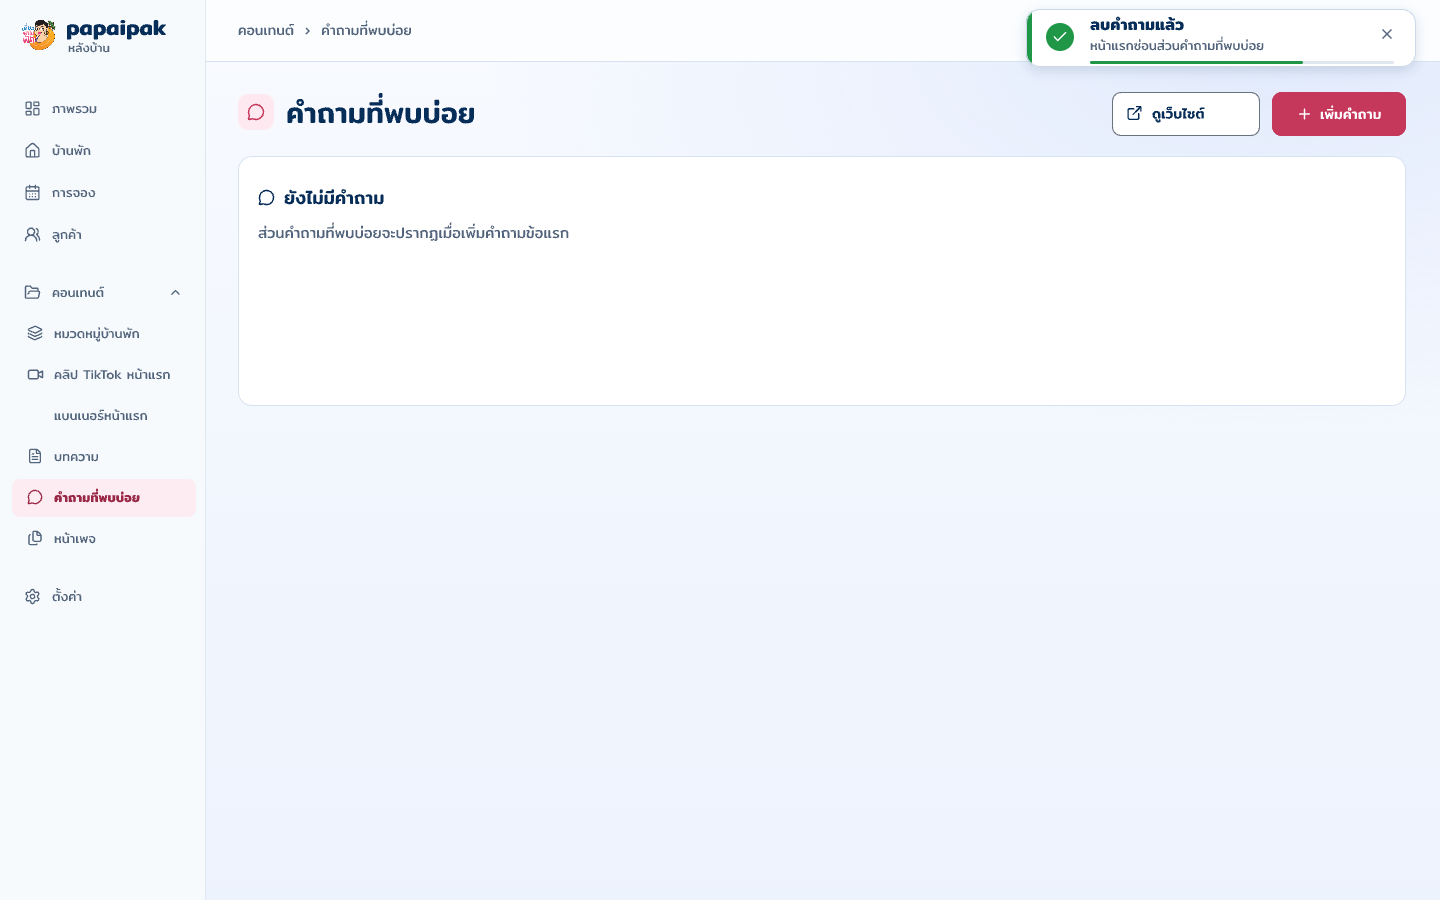 papaipak
หลังบ้าน
ภาพรวม
บ้านพัก
การจอง
ลูกค้า
คอนเทนต์
หมวดหมู่บ้านพัก
คลิป TikTok หน้าแรก
แบนเนอร์หน้าแรก
บทความ
คำถามที่พบบ่อย
หน้าเพจ
ตั้งค่า
คอนเทนต์ › คำถามที่พบบ่อย
ลบคำถามแล้ว
หน้าแรกซ่อนส่วนคำถามที่พบบ่อย
คำถามที่พบบ่อย
ดูเว็บไซต์
เพิ่มคำถาม
ยังไม่มีคำถาม
ส่วนคำถามที่พบบ่อยจะปรากฏเมื่อเพิ่มคำถามข้อแรก